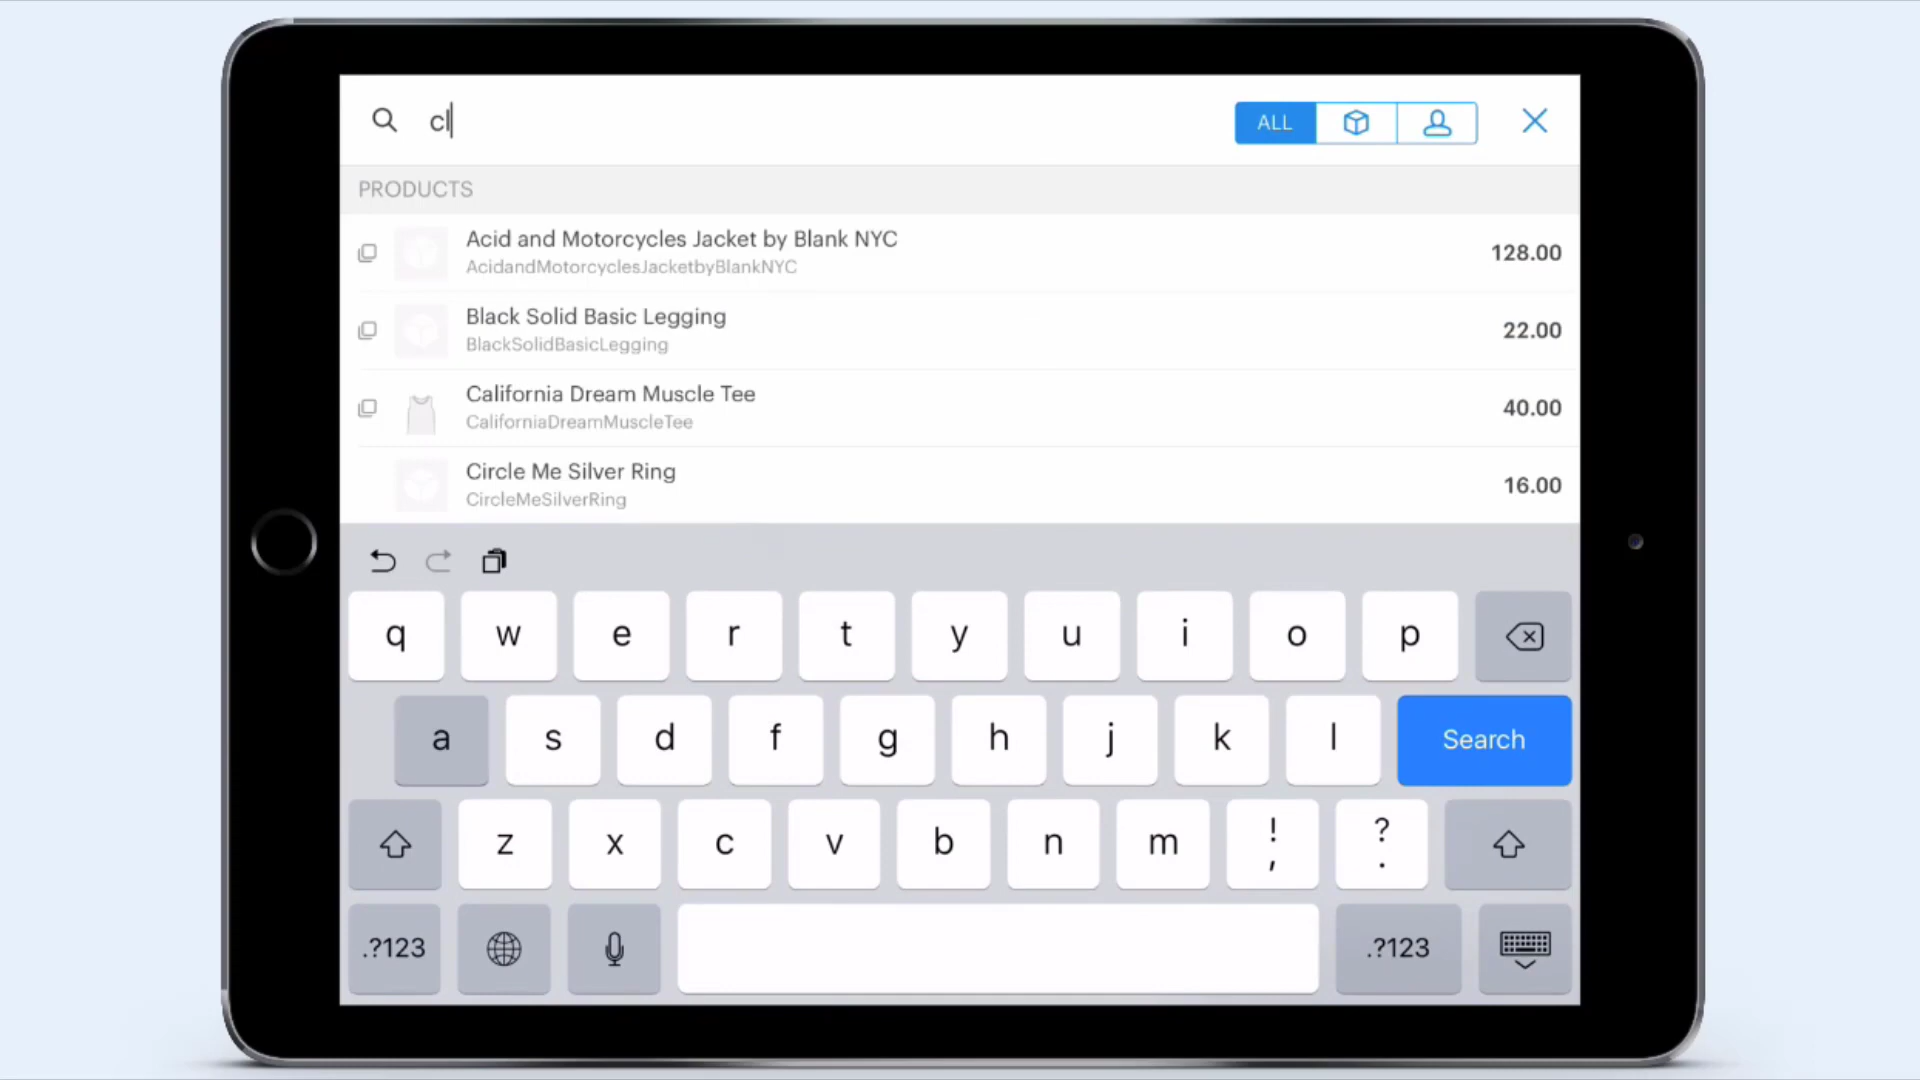 cl
ALL
PRODUCTS
Acid and Motorcycles Jacket by Blank NYC
128.00
AcidandMotorcyclesJacketbyBlankNYC
Black Solid Basic Legging
22.00
BlackSolidBasicLegging
California Dream Muscle Tee
40.00
CaliforniaDreamMuscleTee
Circle Me Silver Ring
16.00
CircleMeSilverRing
q w e r t y u i o p
a s d f g h j k l Search
z x c v b n m ! , ? .
.?123 .?123